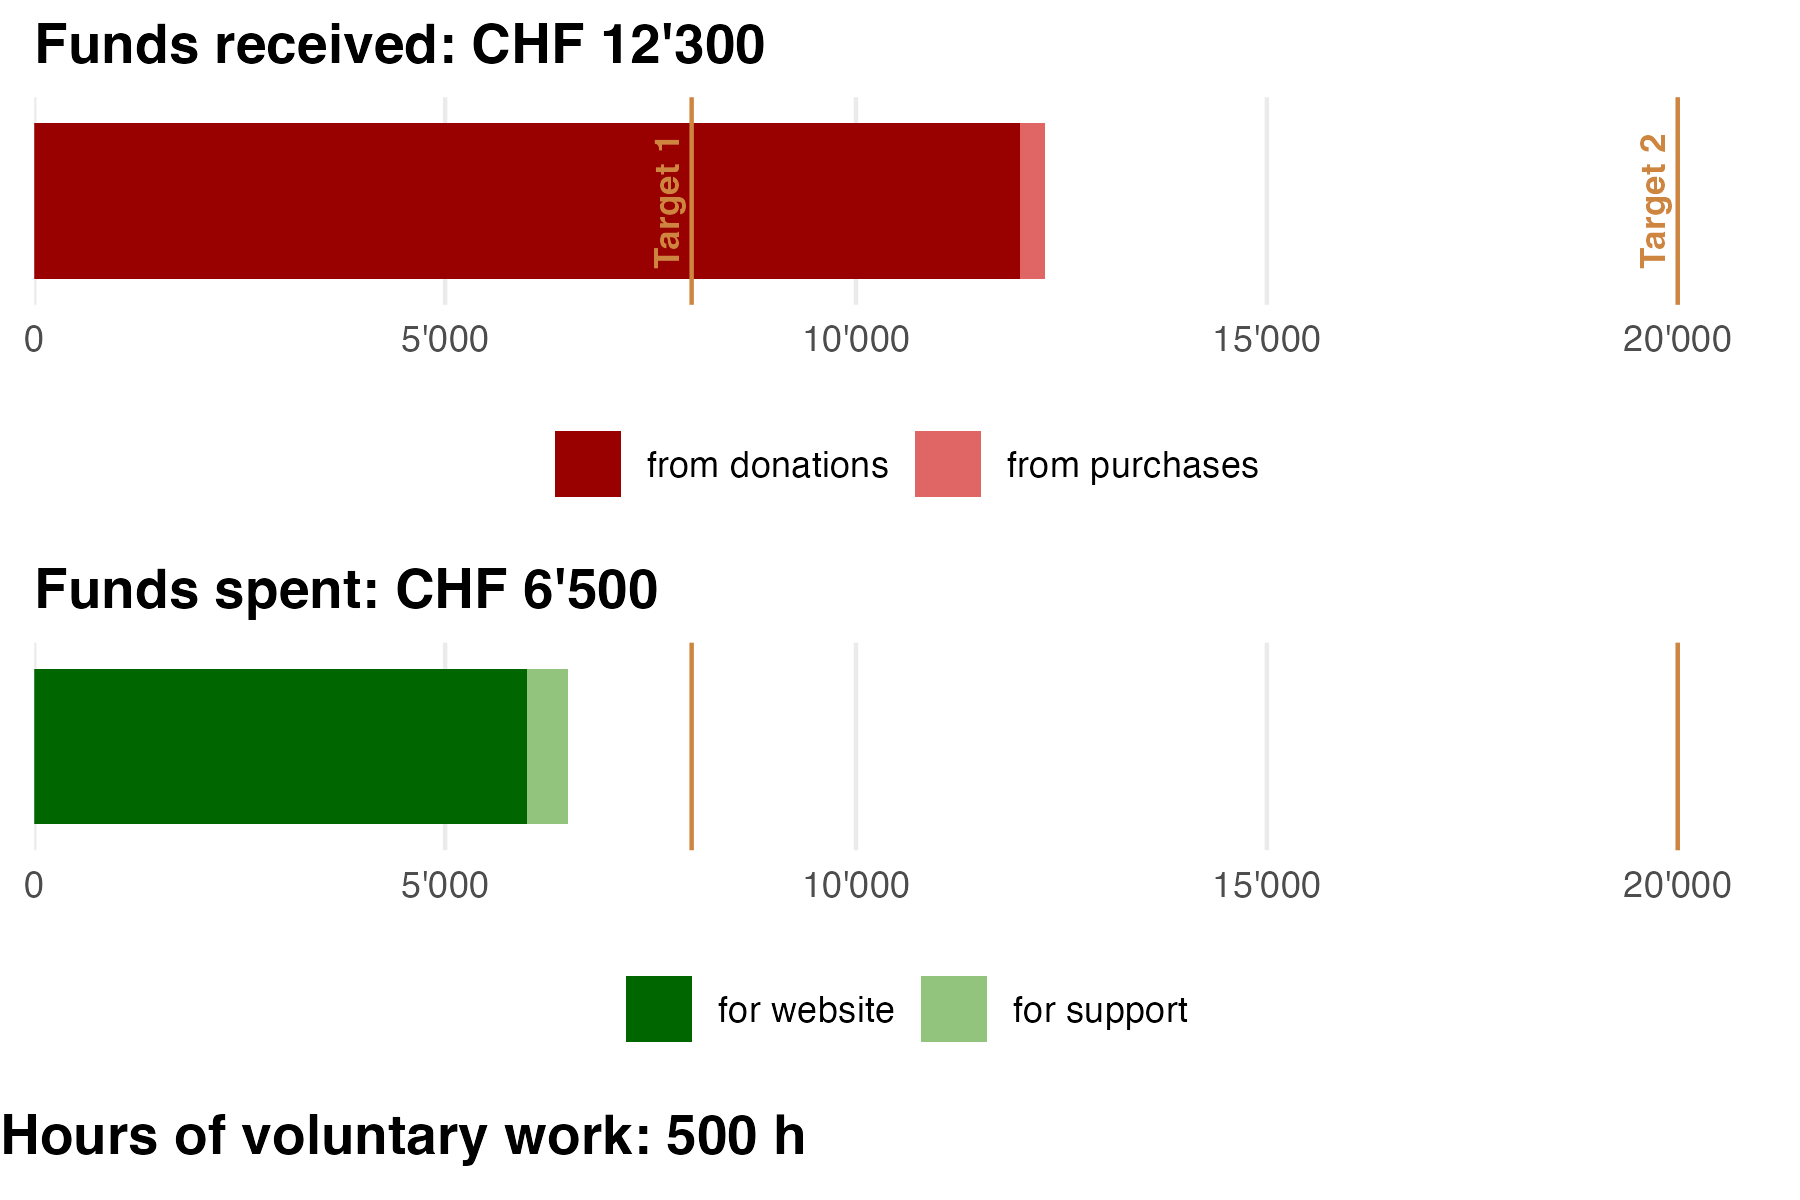 Funds received: CHF 12'300
Target 1
Target 2
0 5'000 10'000 15'000 20'000
from donations from purchases
Funds spent: CHF 6'500
0 5'000 10'000 15'000 20'000
for website for support
Hours of voluntary work: 500 h